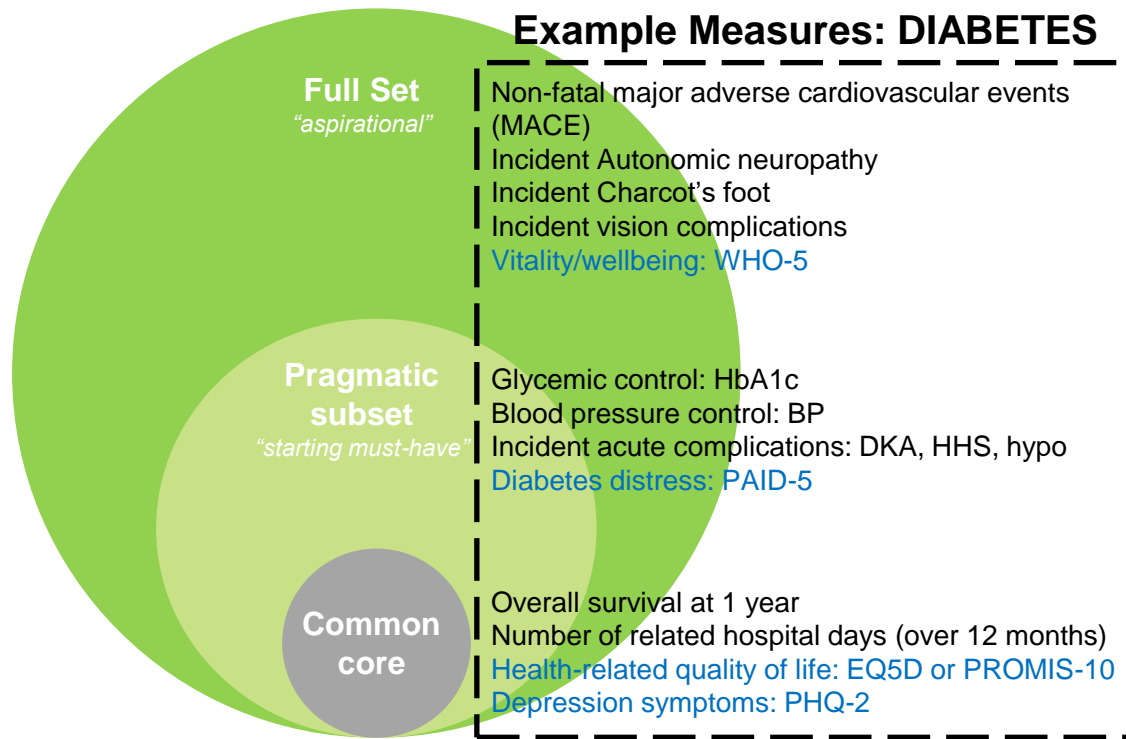 Example Measures: DIABETES
Full Set
“aspirational”
Non-fatal major adverse cardiovascular events
(MACE)
Incident Autonomic neuropathy
Incident Charcot’s foot
Incident vision complications
Vitality/wellbeing: WHO-5
Pragmatic
subset
“starting must-have”
Glycemic control: HbA1c
Blood pressure control: BP
Incident acute complications: DKA, HHS, hypo
Diabetes distress: PAID-5
Common
core
Overall survival at 1 year
Number of related hospital days (over 12 months)
Health-related quality of life: EQ5D or PROMIS-10
Depression symptoms: PHQ-2